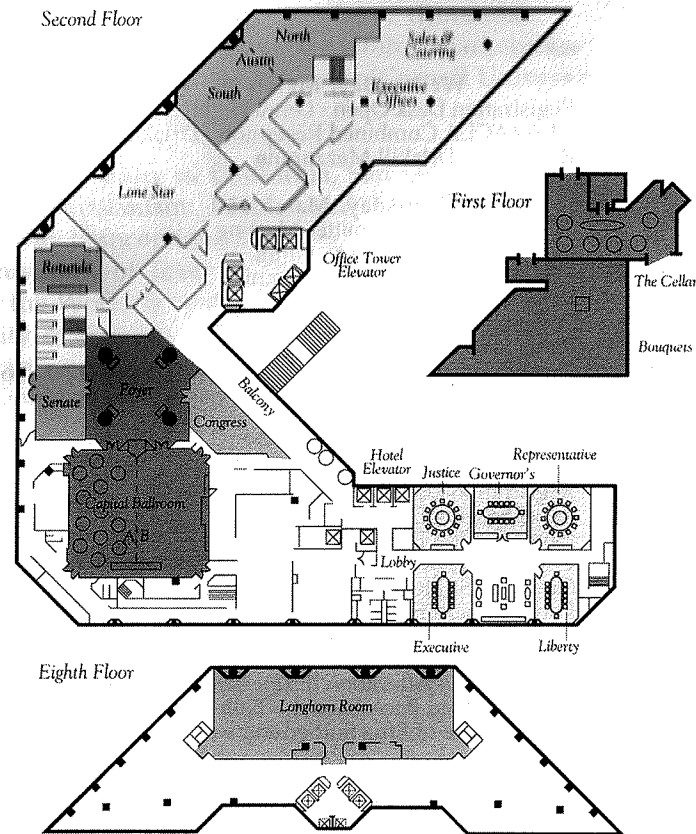 Second Floor
North
Sales &
Catering
Austin
South
Executive
Offices
Lone Star
First Floor
Rotunda
Office Tower
Elevator
The Cellar
Bouquets
Foyer
Senate
Balcony
Congress
Hotel
Elevator
Justice
Governor's
Representative
Capital Ballroom
A
B
Lobby
Executive
Liberty
Eighth Floor
Longhorn Room